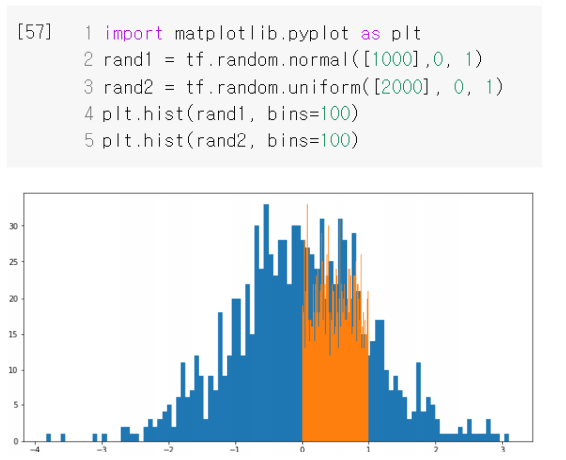 [57]
1 import matplotlib.pyplot as plt
2 rand1 = tf.random.normal([1000],0, 1)
3 rand2 = tf.random.uniform([2000], 0, 1)
4 plt.hist(rand1, bins=100)
5 plt.hist(rand2, bins=100)
30
25
20
15
10
5
0
−4 −3 −2 −1 0 1 2 3